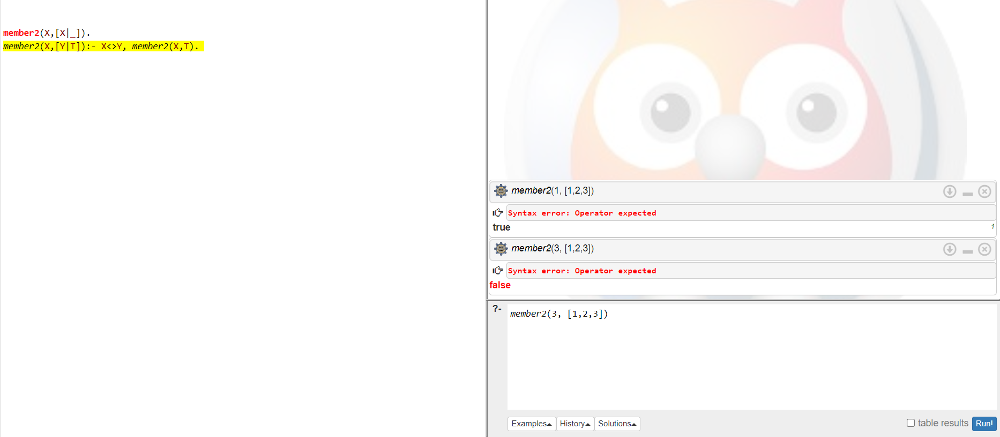 member2(X,[X|_]).
member2(X,[Y|T]):- X<>Y, member2(X,T).
member2(1, [1,2,3])
Syntax error: Operator expected
true
1
member2(3, [1,2,3])
Syntax error: Operator expected
false
?-
member2(3, [1,2,3])
Examples History Solutions table results Run!